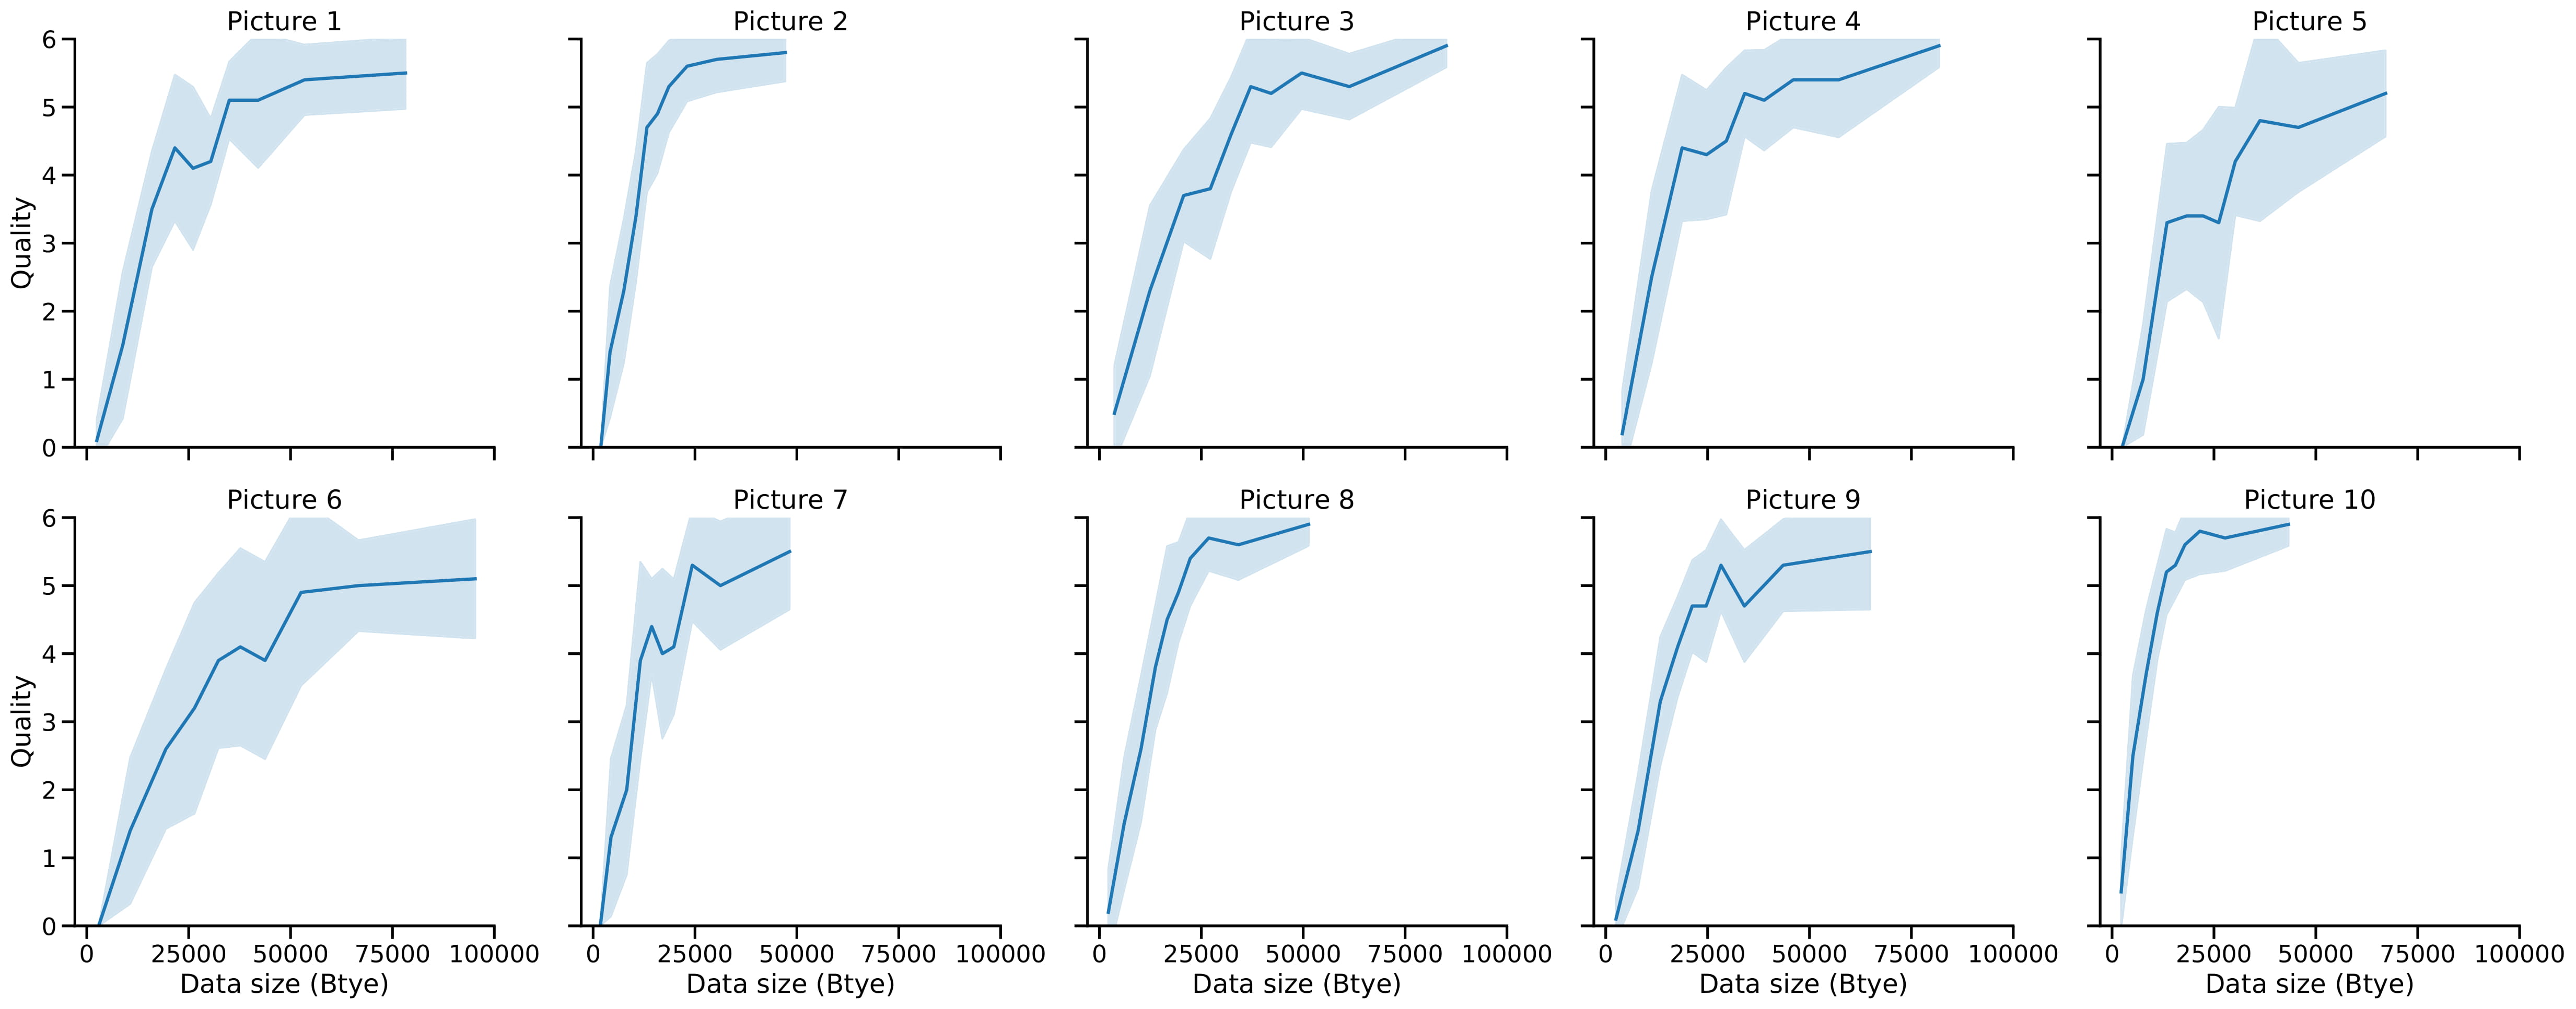 Picture 1
Picture 2
Picture 3
Picture 4
Picture 5
6
5
4
3
2
1
0
Quality
Picture 6
Picture 7
Picture 8
Picture 9
Picture 10
6
5
4
3
2
1
0
Quality
0 25000 50000 75000 100000
0 25000 50000 75000 100000
0 25000 50000 75000 100000
0 25000 50000 75000 100000
0 25000 50000 75000 100000
Data size (Btye)
Data size (Btye)
Data size (Btye)
Data size (Btye)
Data size (Btye)